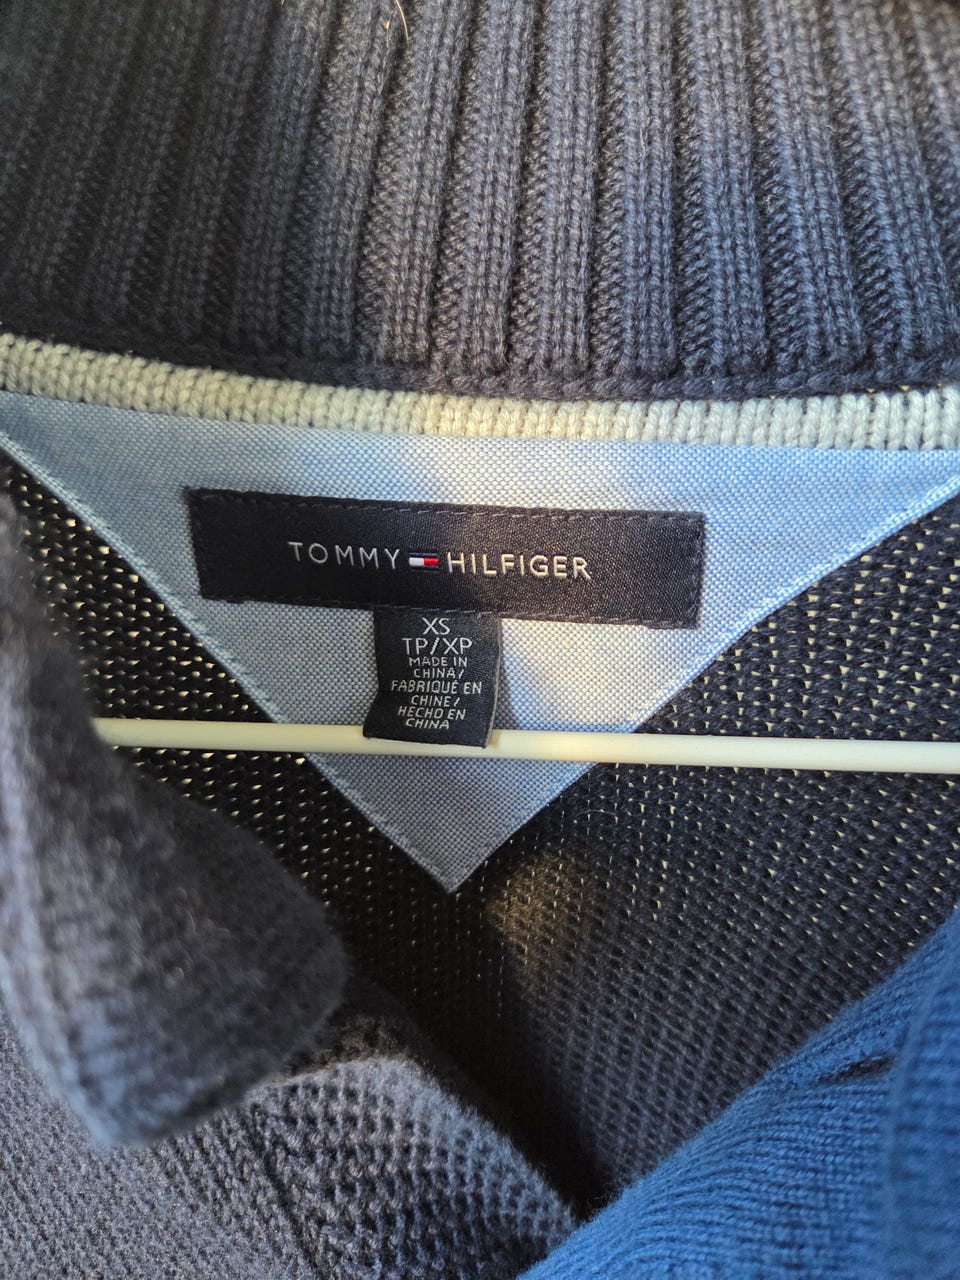 TOMMY HILFIGER
XS
TP/XP
MADE IN
CHINA/
FABRIQUÉ EN
CHINE/
HECHO EN
CHINA